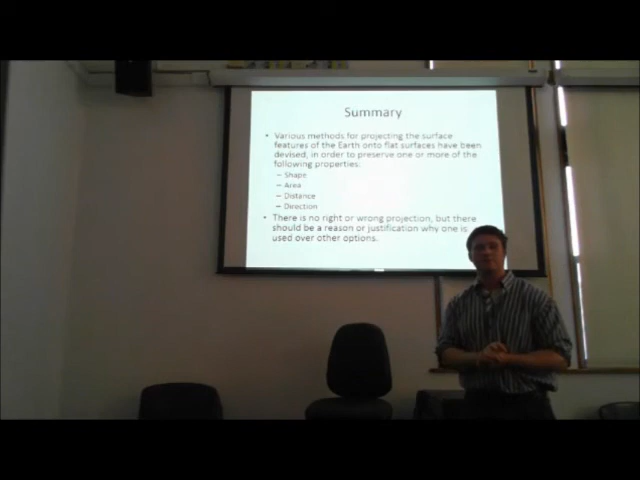 Summary
• Various methods for projecting the surface
features of the Earth onto flat surfaces have been
devised, in order to preserve one or more of the
following properties:
– Shape
– Area
– Distance
– Direction
• There is no right or wrong projection, but there
should be a reason or justification why one is
used over other options.